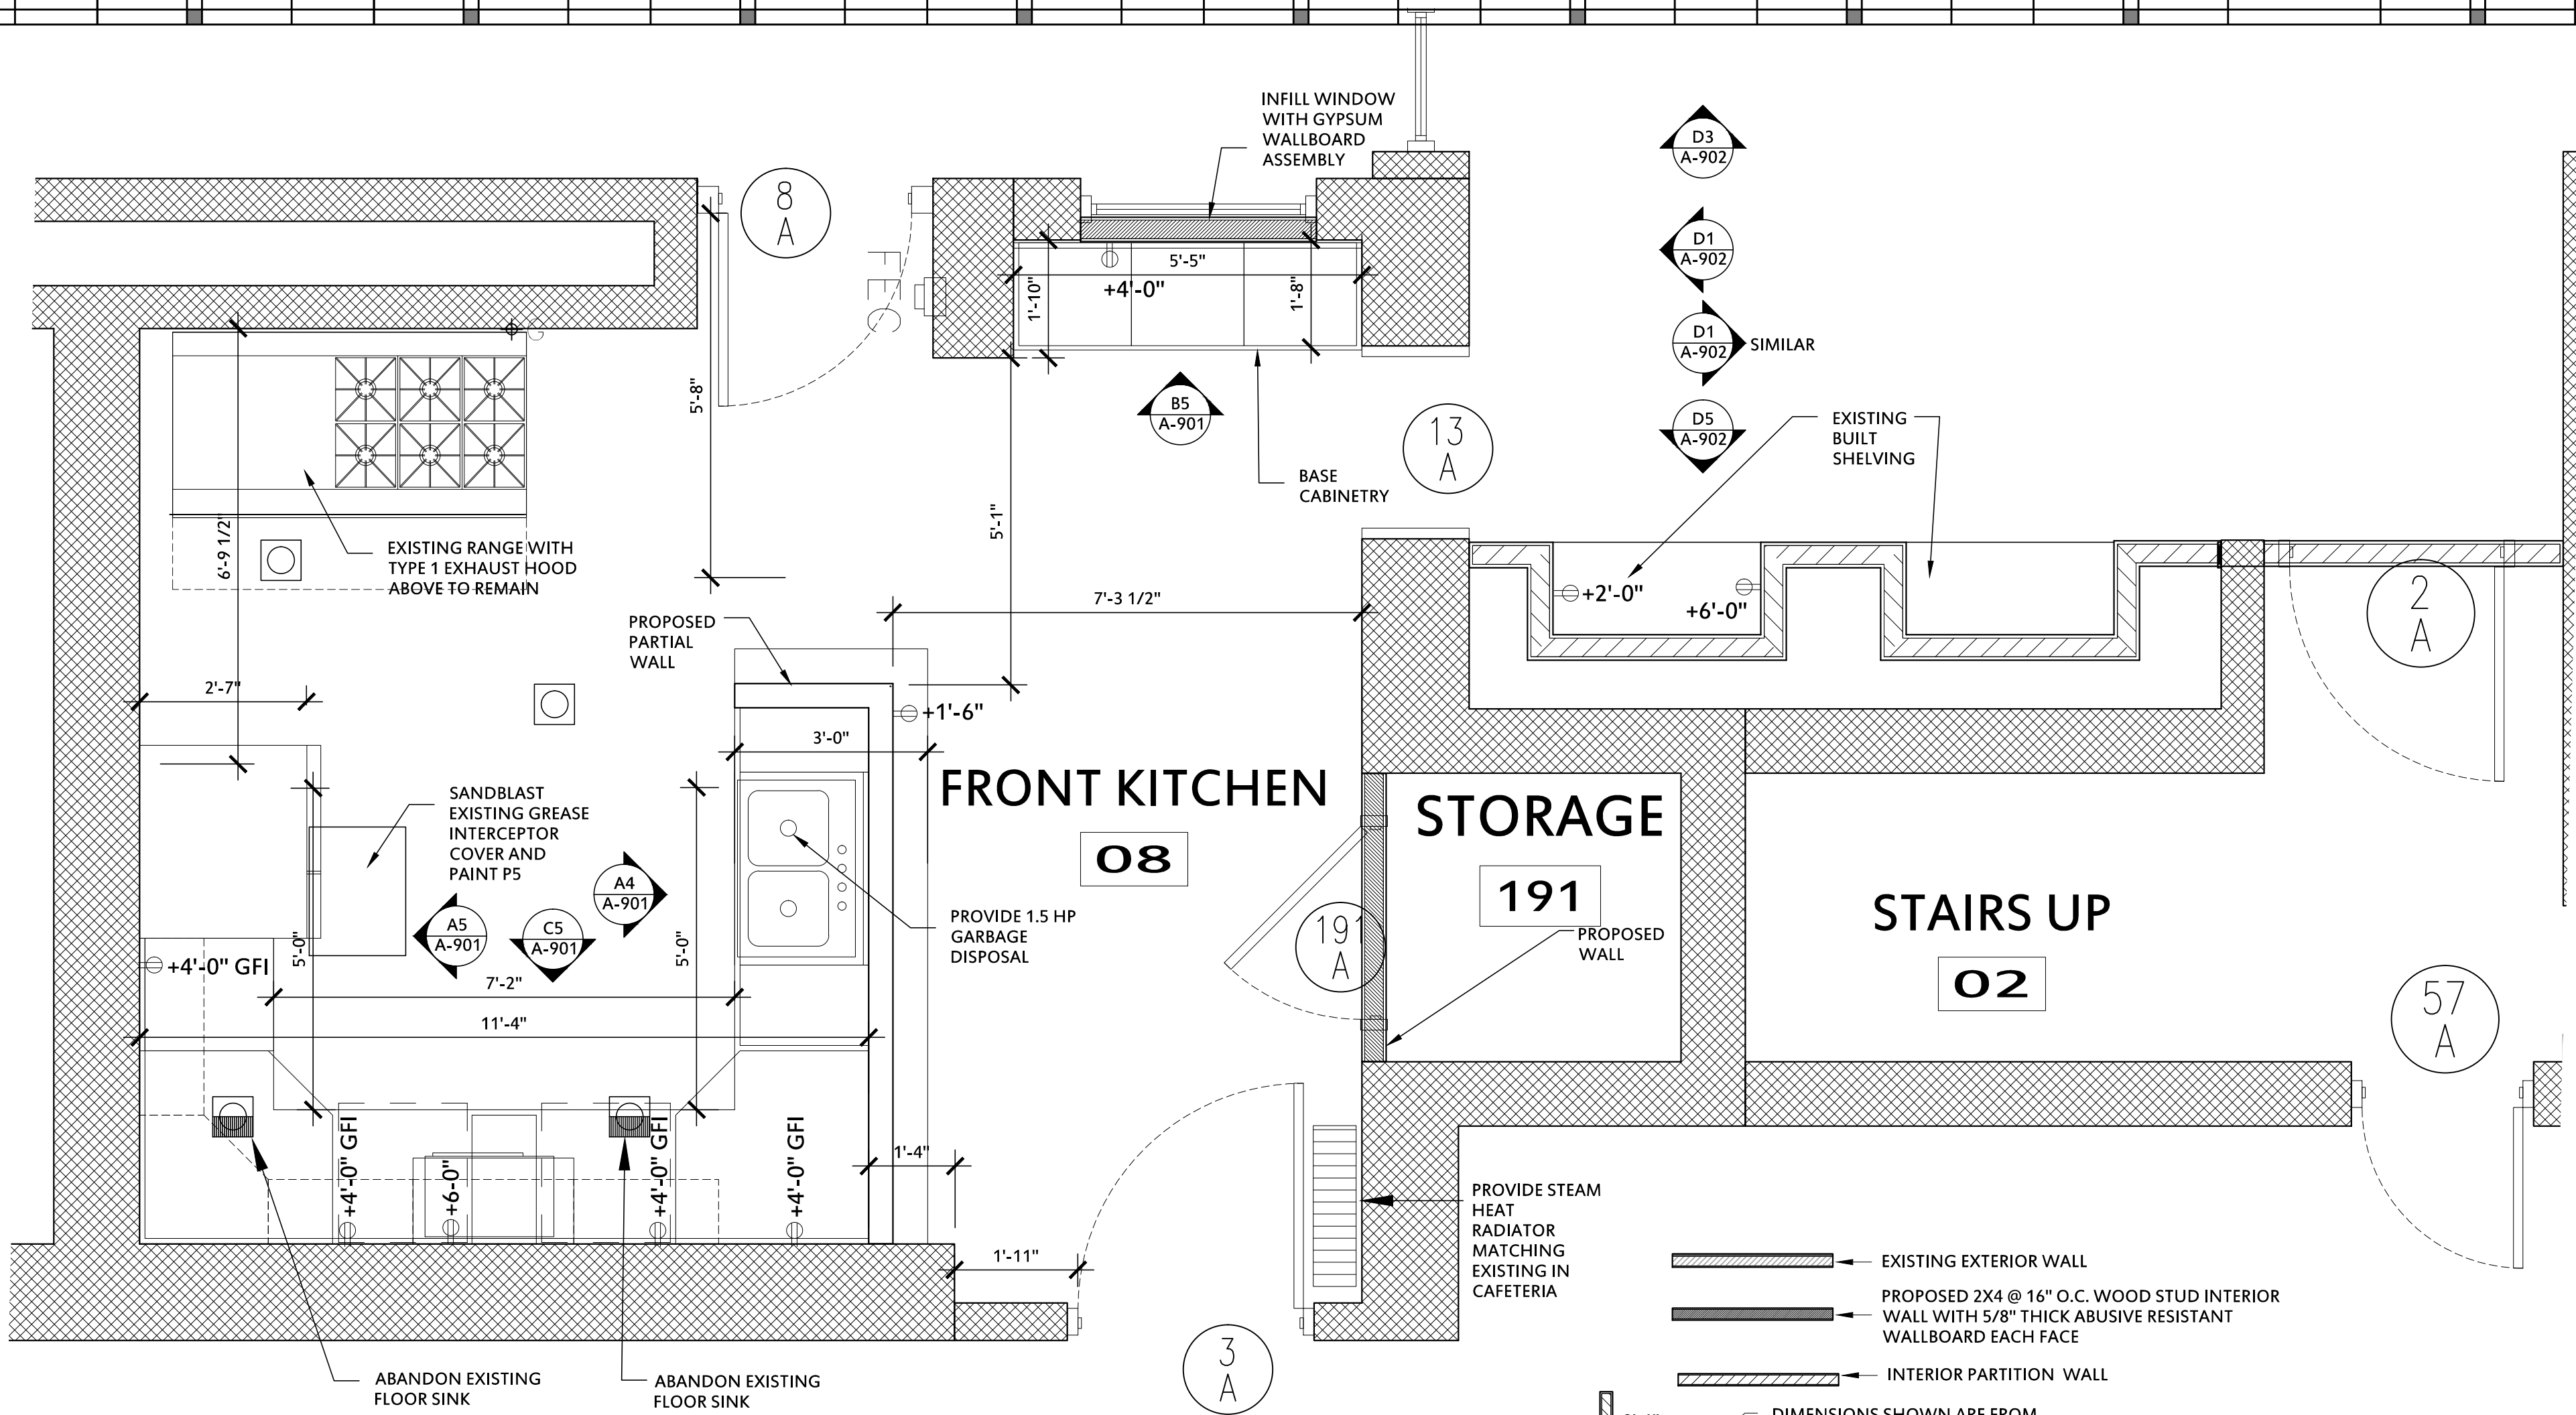 INFILL WINDOW
WITH GYPSUM
WALLBOARD
ASSEMBLY
D3
A-902
8
A
D1
A-902
CEF
5'-5"
+4'-0"
1'-10"
1'-8"
G
D1
A-902
SIMILAR
5'-8"
B5
A-901
13
A
D5
A-902
EXISTING
BUILT
SHELVING
BASE
CABINETRY
5'-1"
6'-9 1/2"
EXISTING RANGE WITH
TYPE 1 EXHAUST HOOD
ABOVE TO REMAIN
7'-3 1/2"
+2'-0"
+6'-0"
2
A
PROPOSED
PARTIAL
WALL
2'-7"
+1'-6"
3'-0"
FRONT KITCHEN
08
STORAGE
191
SANDBLAST
EXISTING GREASE
INTERCEPTOR
COVER AND
PAINT P5
A4
A-901
A5
A-901
C5
A-901
5'-0"
5'-0"
PROVIDE 1.5 HP
GARBAGE
DISPOSAL
191
A
PROPOSED
WALL
STAIRS UP
02
57
A
+4'-0" GFI
7'-2"
11'-4"
+4'-0" GFI
+6-0"
+4'-0" GFI
+4'-0" GFI
1'-4"
1'-11"
PROVIDE STEAM
HEAT
RADIATOR
MATCHING
EXISTING IN
CAFETERIA
EXISTING EXTERIOR WALL
PROPOSED 2X4 @ 16" O.C. WOOD STUD INTERIOR
WALL WITH 5/8" THICK ABUSIVE RESISTANT
WALLBOARD EACH FACE
INTERIOR PARTITION WALL
3
A
ABANDON EXISTING
FLOOR SINK
ABANDON EXISTING
FLOOR SINK
DIMENSIONS SHOWN ARE FROM